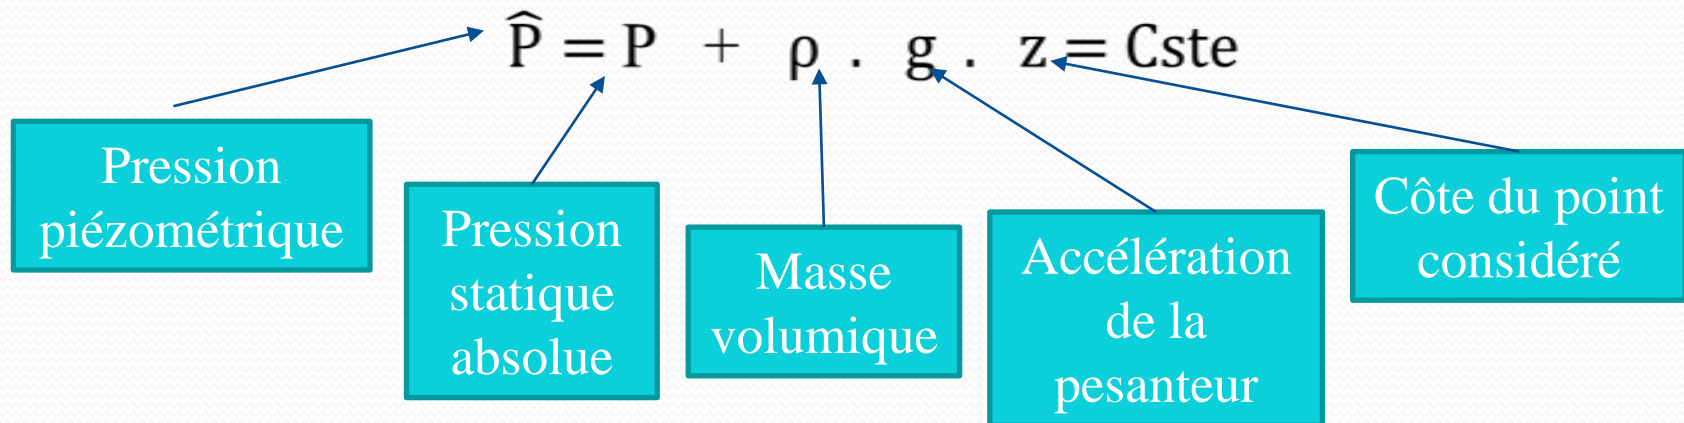 P̂ = P + ρ . g . z = Cste
Pression
piézométrique
Pression
statique
absolue
Masse
volumique
Accélération
de la
pesanteur
Côte du point
considéré